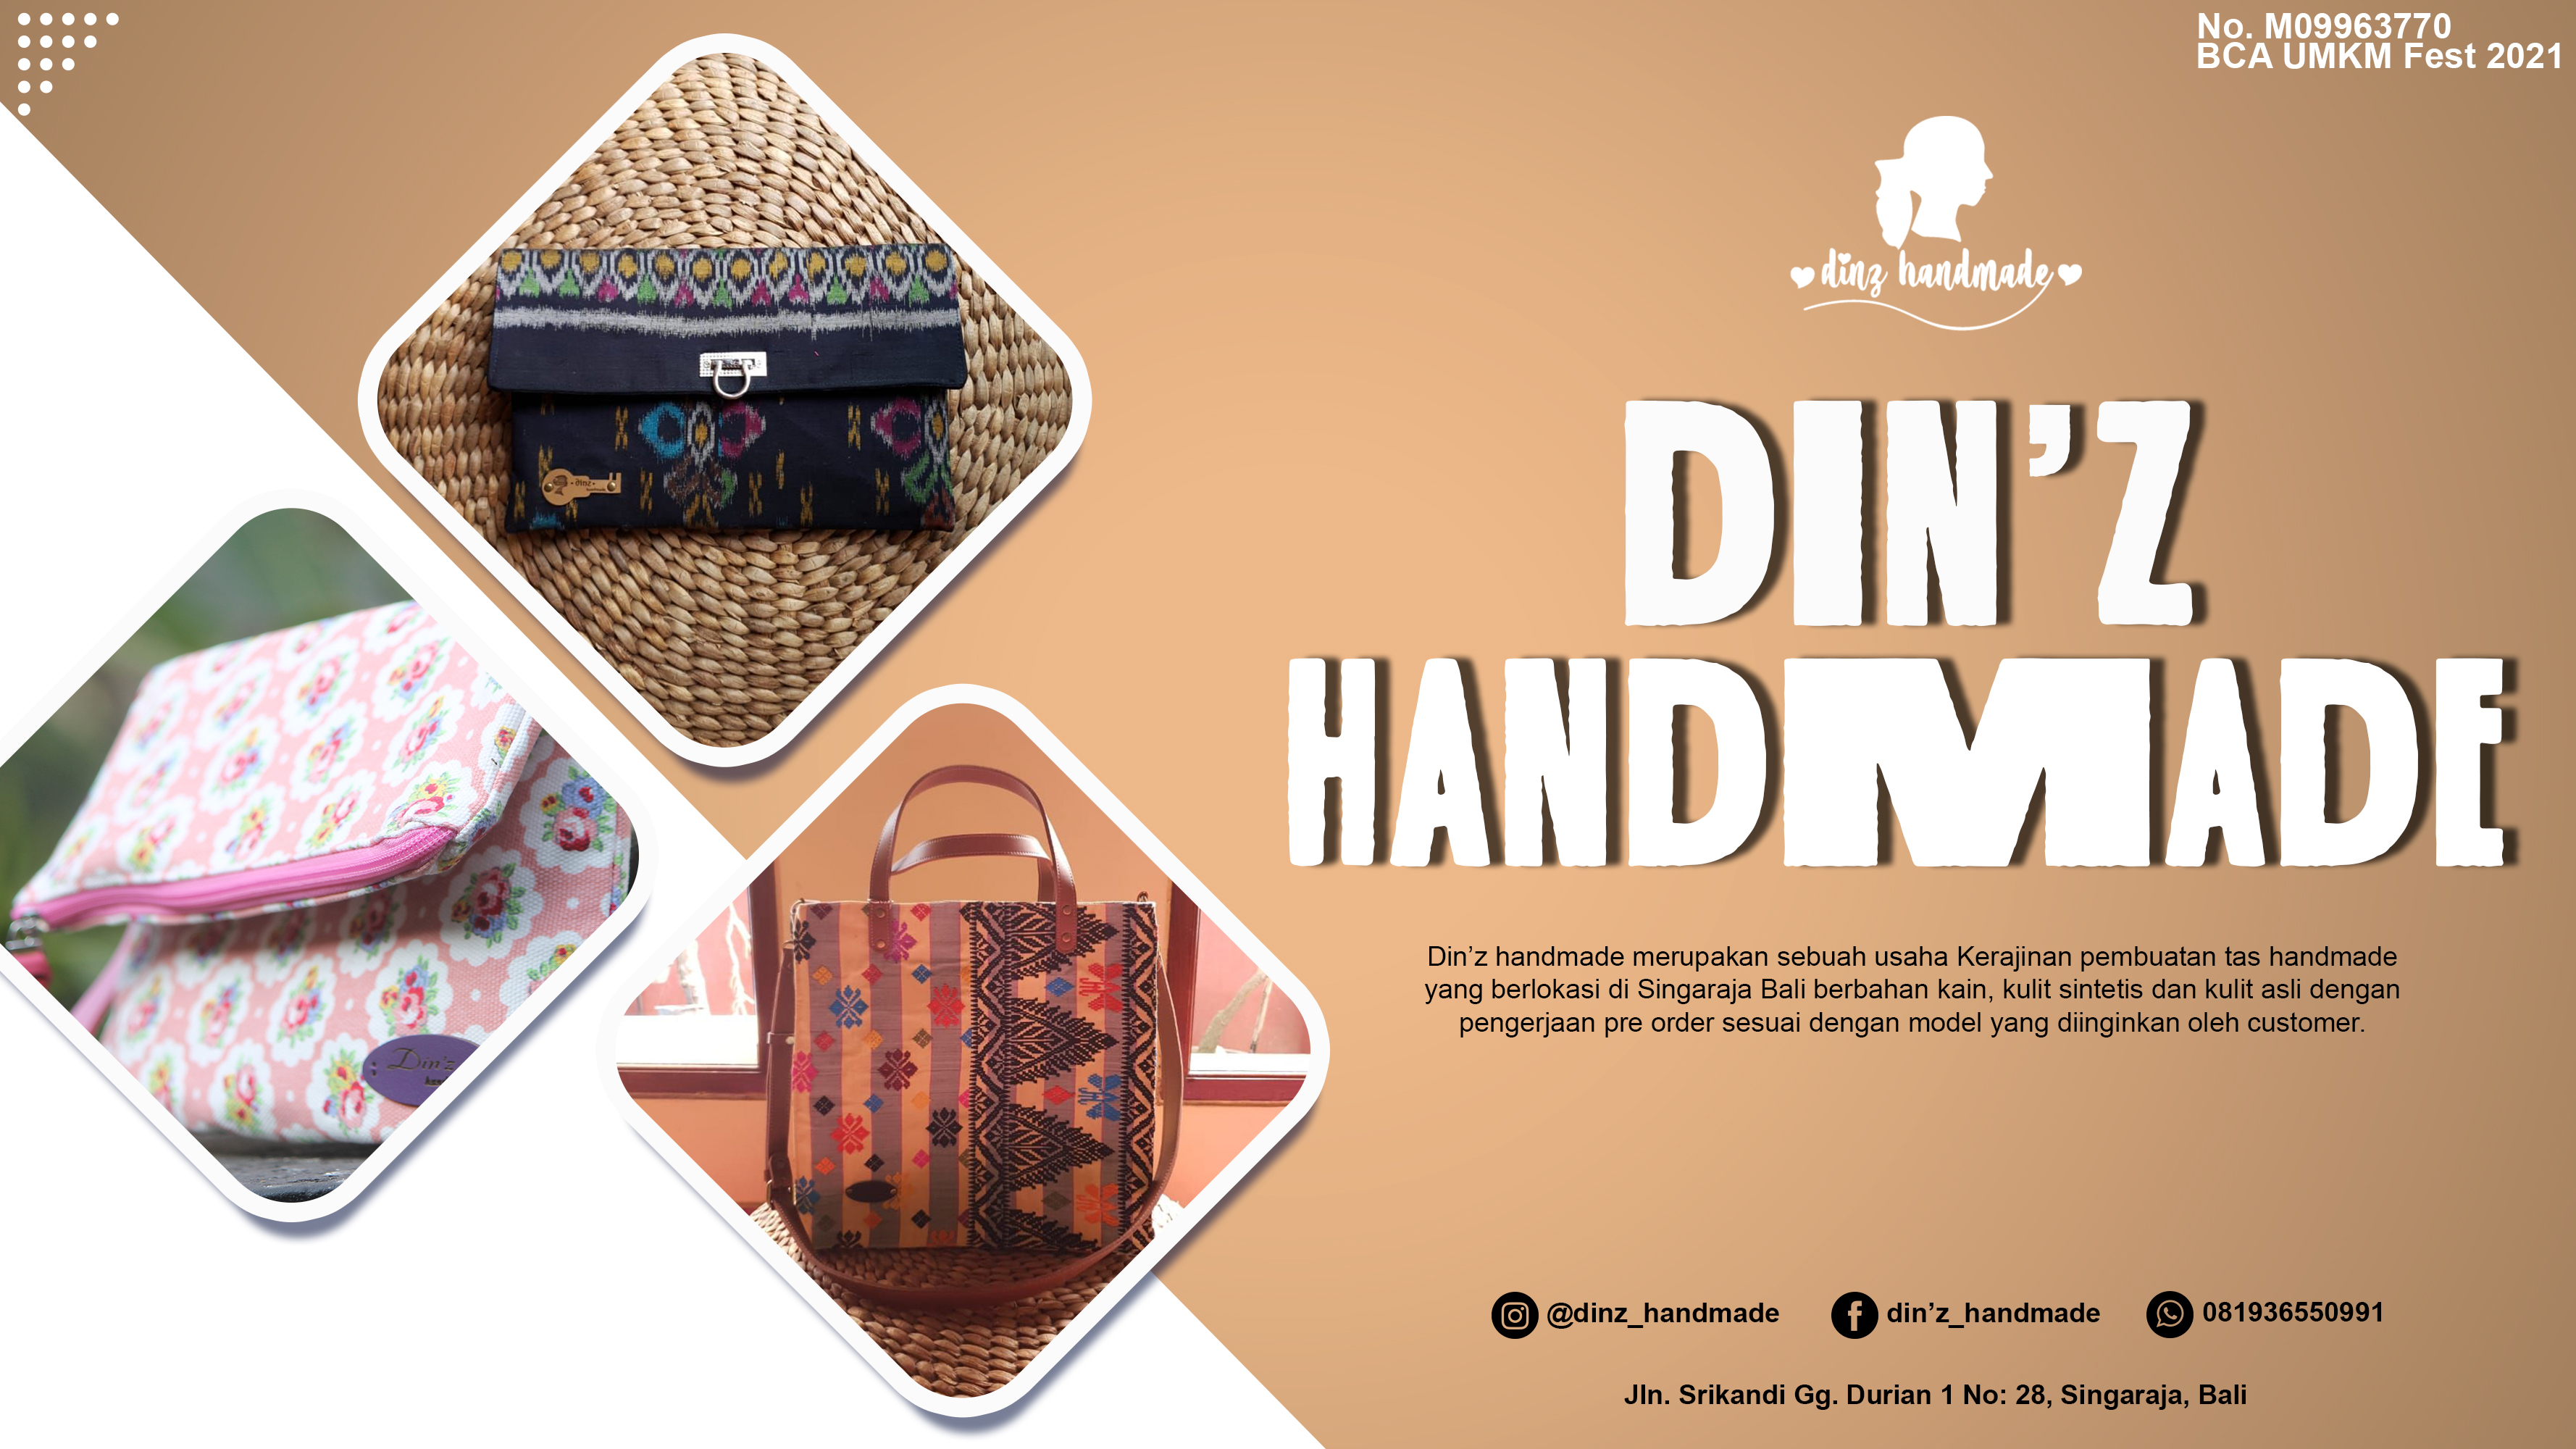 No. M09963770
BCA UMKM Fest 2021
dinz handmade
DIN’Z
HANDMADE
Din’z handmade merupakan sebuah usaha Kerajinan pembuatan tas handmade
yang berlokasi di Singaraja Bali berbahan kain, kulit sintetis dan kulit asli dengan
pengerjaan pre order sesuai dengan model yang diinginkan oleh customer.
@dinz_handmade
din’z_handmade
081936550991
Jln. Srikandi Gg. Durian 1 No: 28, Singaraja, Bali
dinz
Din'z